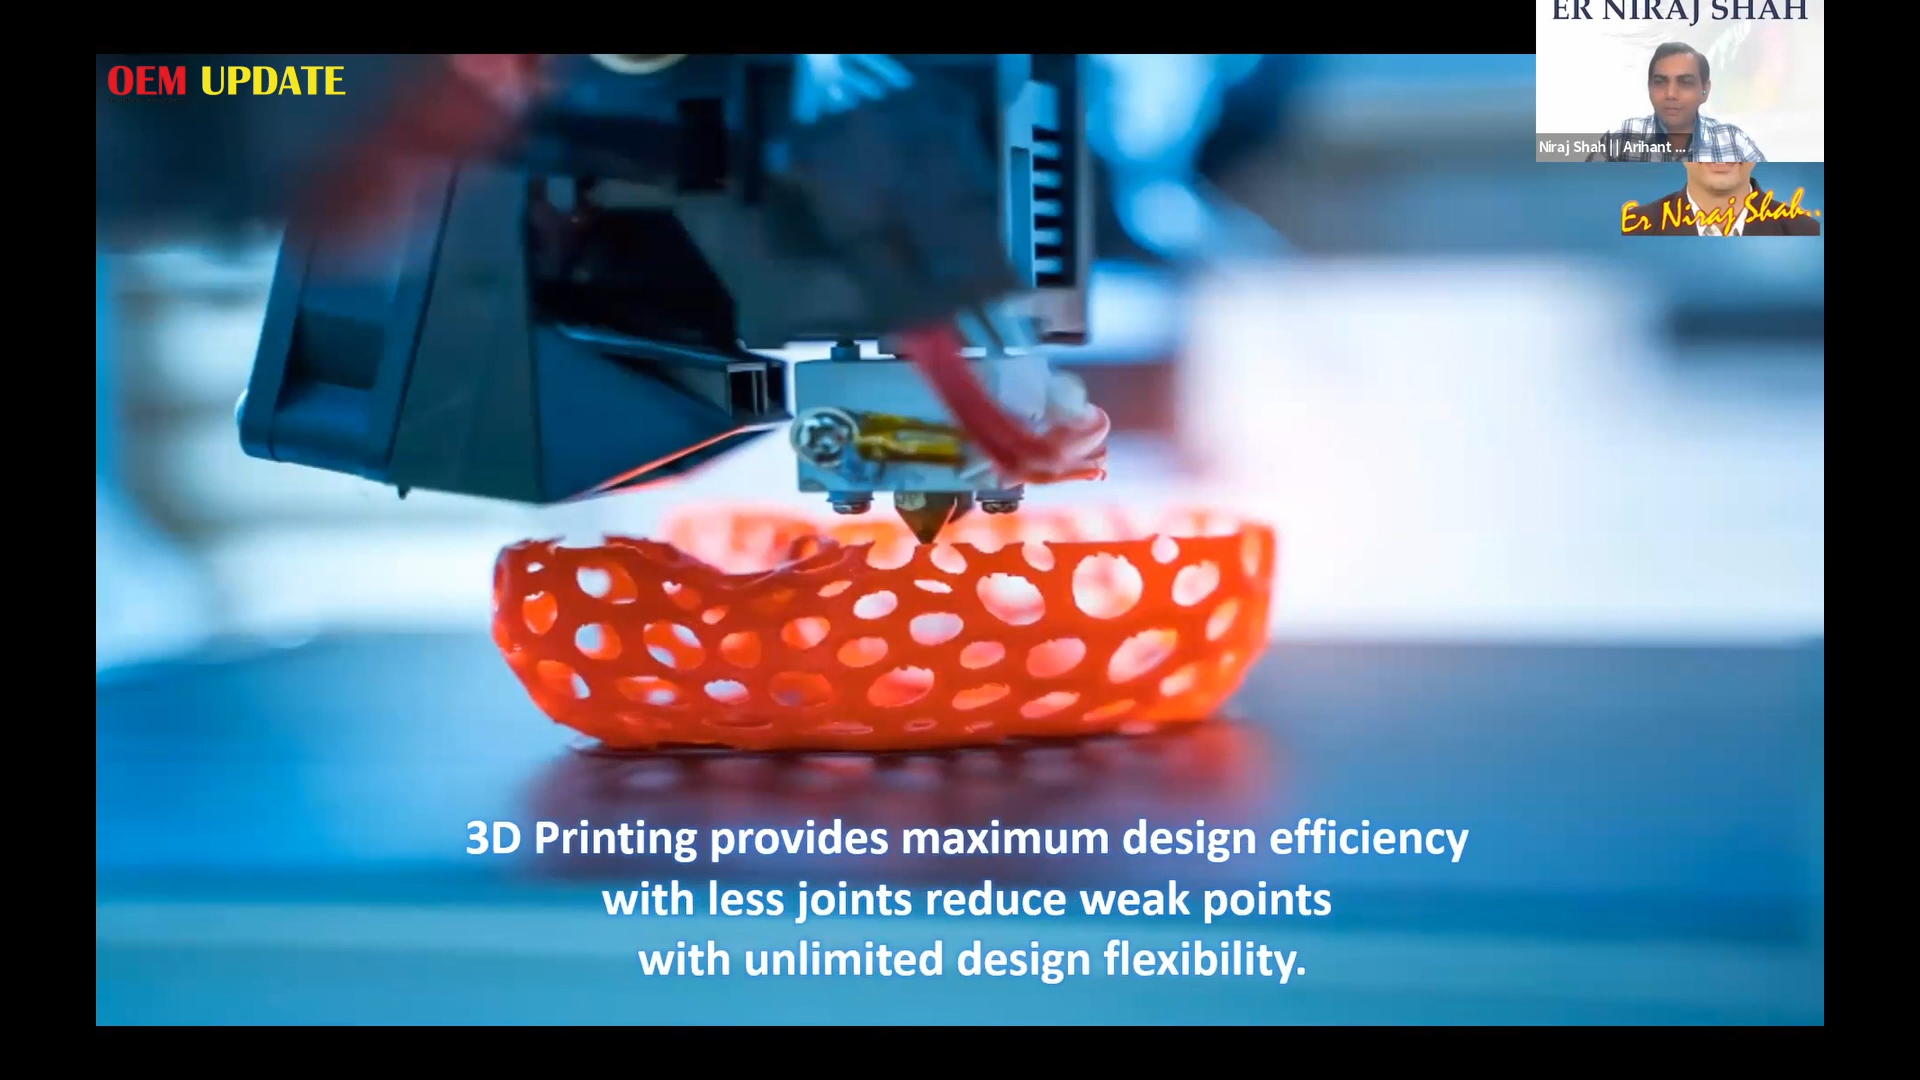 OEM UPDATE
ER NIRAJ SHAH
Niraj Shah || Arihant ...
Er Niraj Shah..
3D Printing provides maximum design efficiency
with less joints reduce weak points
with unlimited design flexibility.